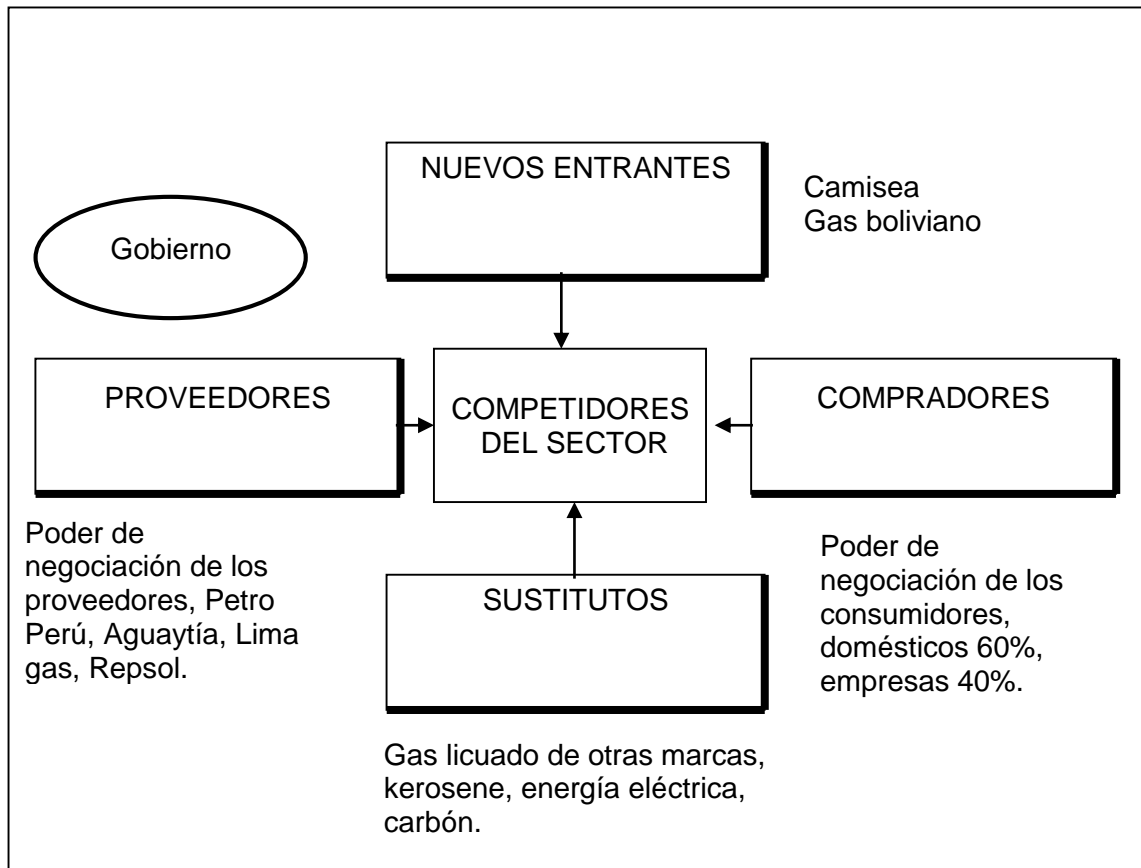 NUEVOS ENTRANTES
Camisea
Gas boliviano
Gobierno
PROVEEDORES
COMPETIDORES
DEL SECTOR
COMPRADORES
Poder de
negociación de los
proveedores, Petro
Perú, Aguaytía, Lima
gas, Repsol.
SUSTITUTOS
Poder de
negociación de los
consumidores,
domésticos 60%,
empresas 40%.
Gas licuado de otras marcas,
kerosene, energía eléctrica,
carbón.